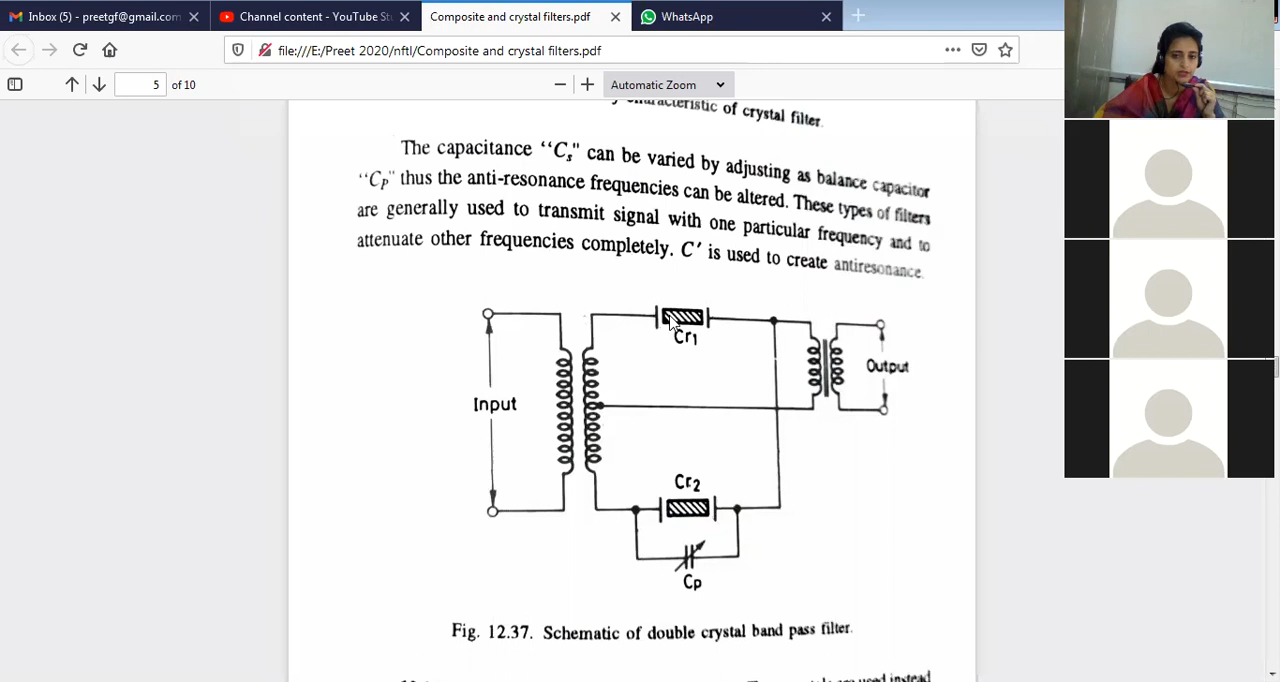 Inbox (5) - preetgf@gmail.com
Channel content - YouTube St
Composite and crystal filters.pdf
WhatsApp
file:///E:/Preet 2020/nftl/Composite and crystal filters.pdf
5 of 10
Automatic Zoom
characteristic of crystal filter.
The capacitance "Cs" can be varied by adjusting as balance capacitor
"CP" thus the anti-resonance frequencies can be altered. These types of filters
are generally used to transmit signal with one particular frequency and to
attenuate other frequencies completely. C′ is used to create antiresonance.
Cr1
Input
Output
Cr2
Cp
Fig. 12.37. Schematic of double crystal band pass filter.
are used instead